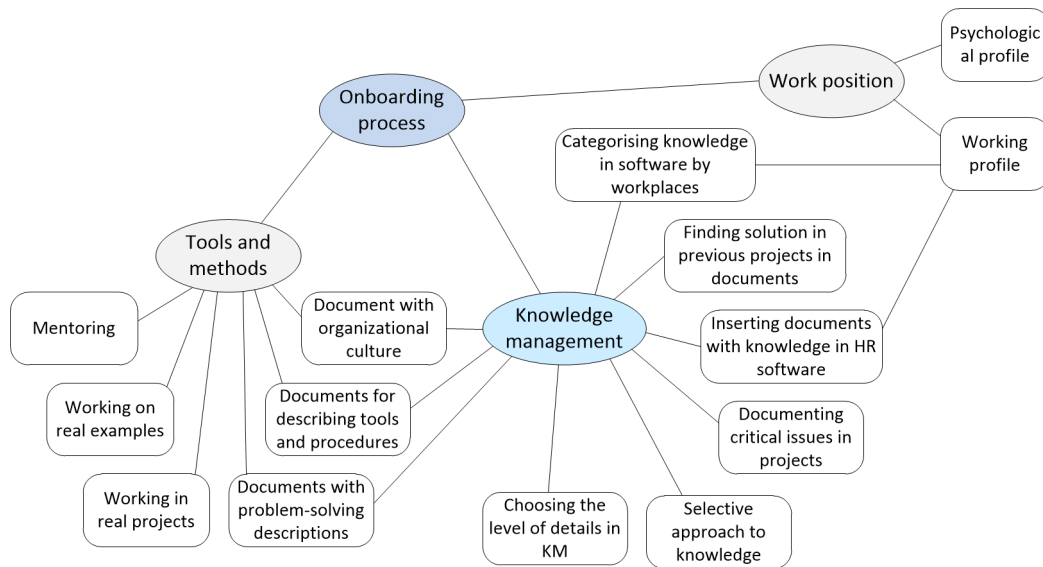 Psychologic
al profile
Work position
Onboarding
process
Categorising knowledge
in software by
workplaces
Working
profile
Tools and
methods
Finding solution in
previous projects in
documents
Mentoring
Document with
organizational
culture
Knowledge
management
Inserting documents
with knowledge in HR
software
Working on
real examples
Documents for
describing tools
and procedures
Documenting
critical issues in
projects
Working in
real projects
Documents with
problem-solving
descriptions
Choosing the
level of details in
KM
Selective
approach to
knowledge